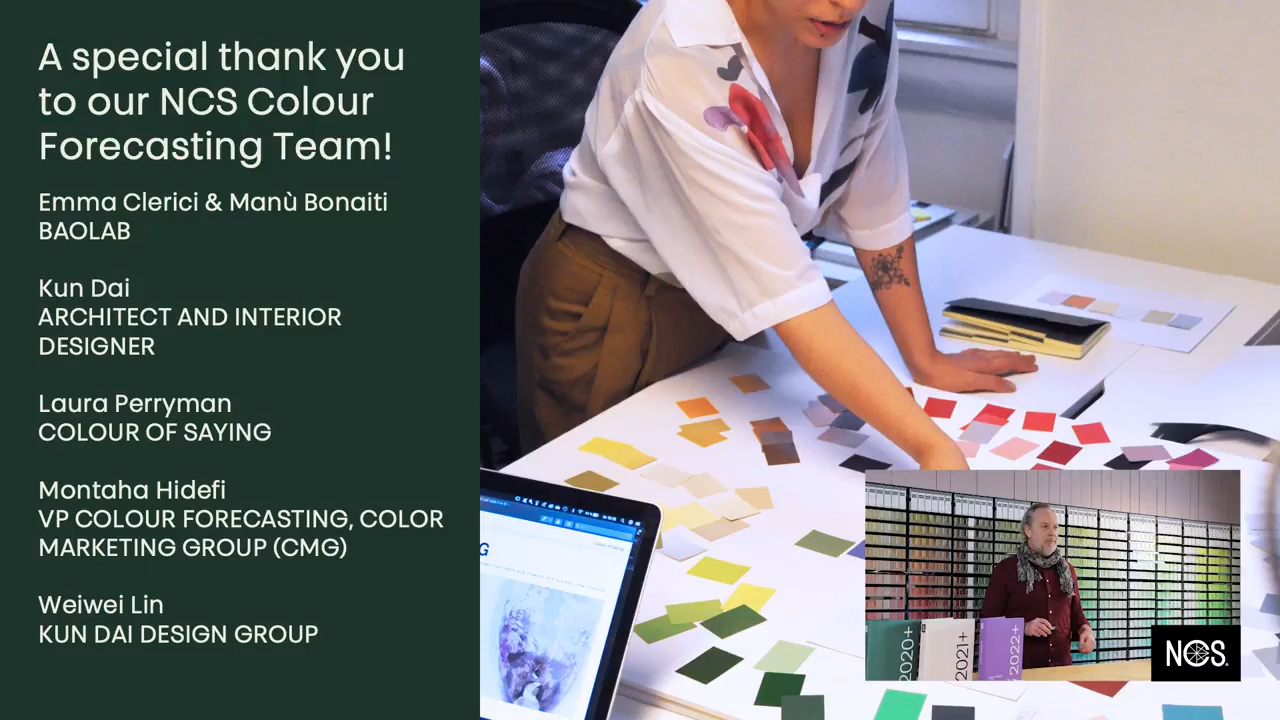 A special thank you
to our NCS Colour
Forecasting Team!
Emma Clerici & Manù Bonaiti
BAOLAB
Kun Dai
ARCHITECT AND INTERIOR
DESIGNER
Laura Perryman
COLOUR OF SAYING
Montaha Hidefi
VP COLOUR FORECASTING, COLOR
MARKETING GROUP (CMG)
Weiwei Lin
KUN DAI DESIGN GROUP
2020+
2021+
2022+
NCS